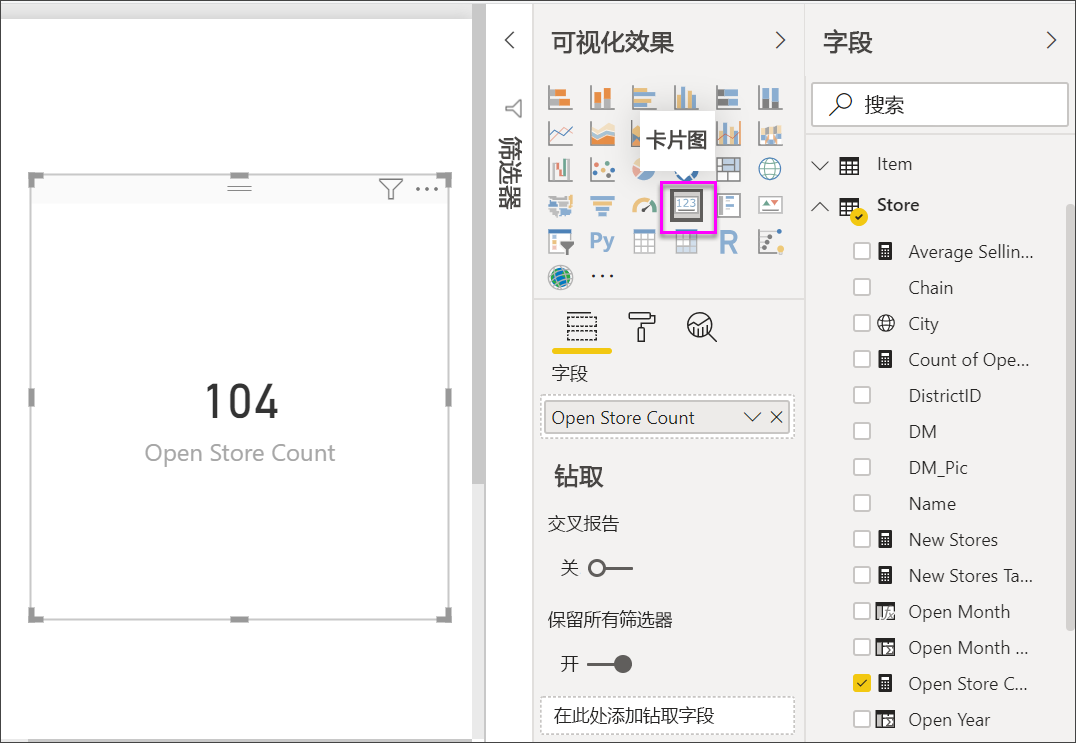 104
Open Store Count
筛选器
可视化效果
卡片图
123
Py
R
字段
Open Store Count
钻取
交叉报告
关
保留所有筛选器
开
在此处添加钻取字段
字段
搜索
Item
Store
Average Sellin...
Chain
City
Count of Ope...
DistrictID
DM
DM_Pic
Name
New Stores
New Stores Ta...
Open Month
Open Month ...
Open Store C...
Open Year